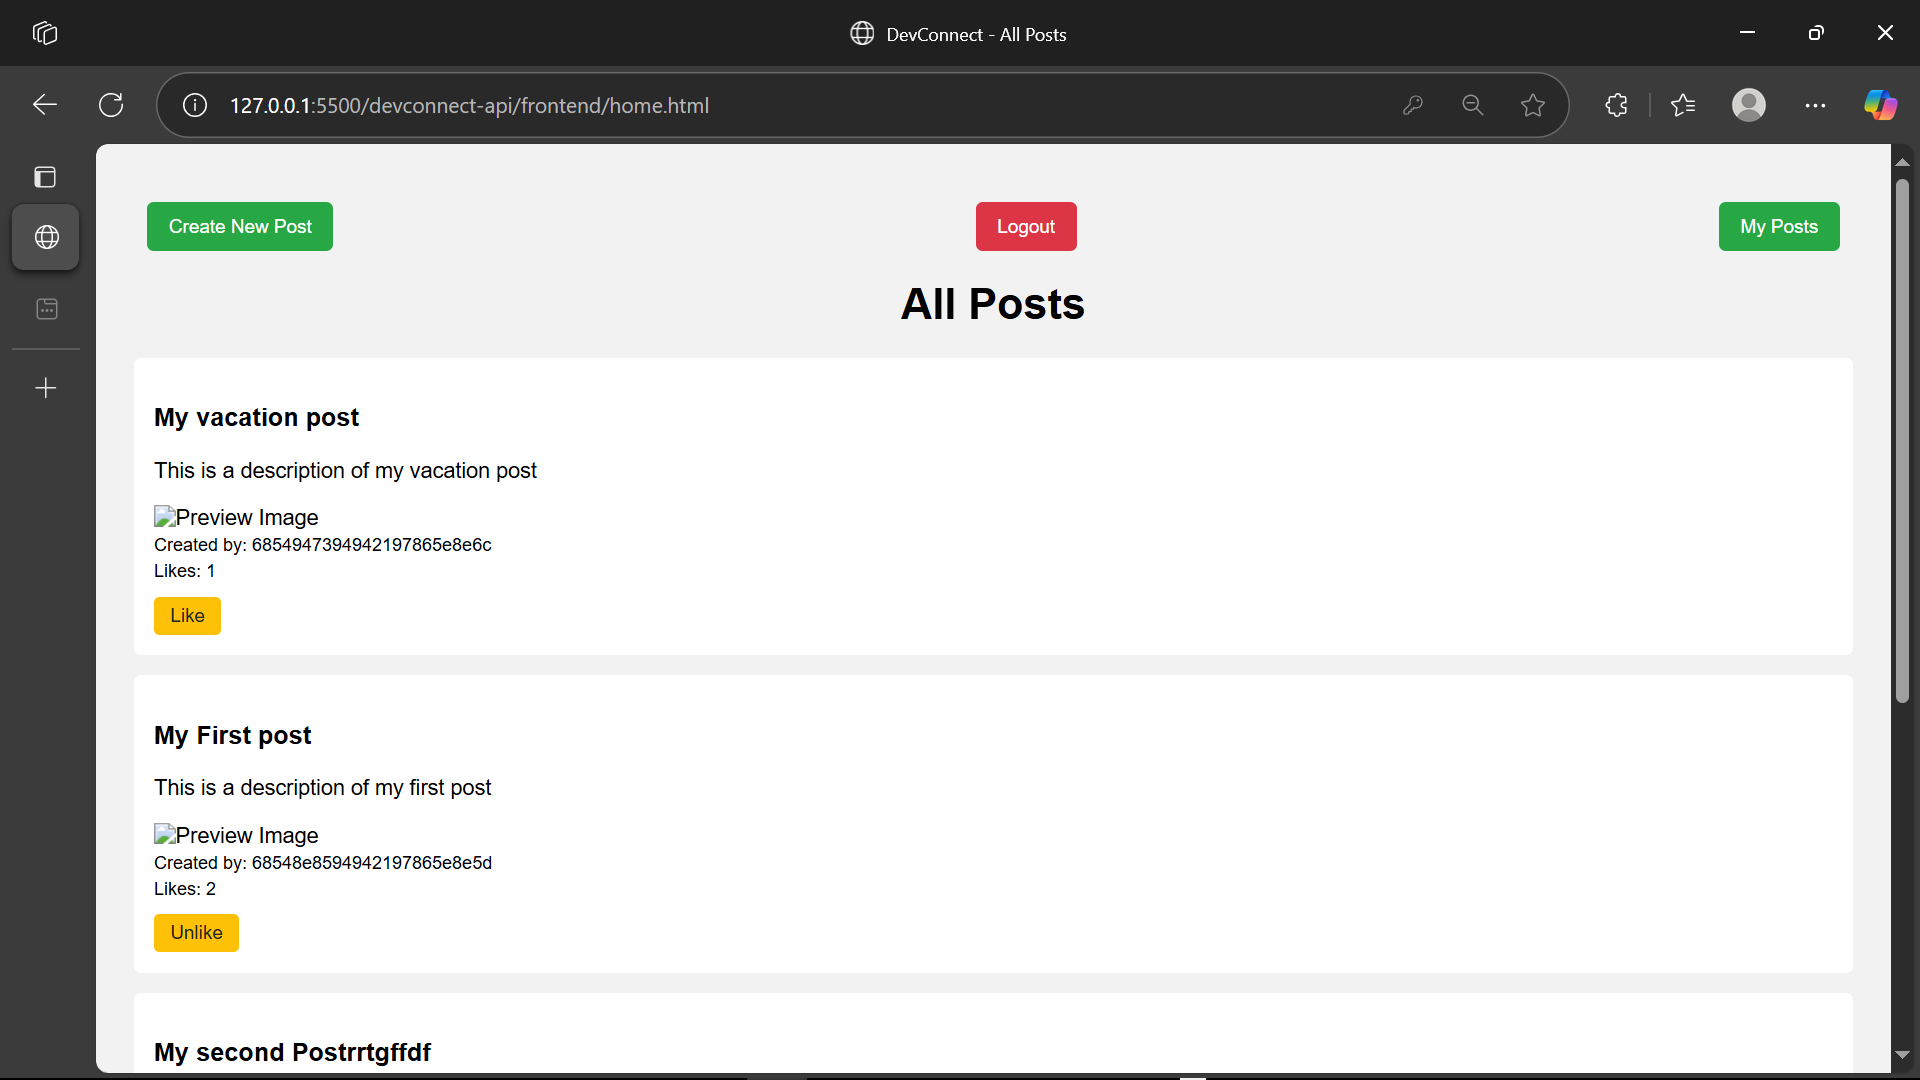 DevConnect - All Posts
127.0.0.1:5500/devconnect-api/frontend/home.html
Create New Post
Logout
My Posts
All Posts
My vacation post
This is a description of my vacation post
Preview Image
Created by: 6854947394942197865e8e6c
Likes: 1
Like
My First post
This is a description of my first post
Preview Image
Created by: 68548e8594942197865e8e5d
Likes: 2
Unlike
My second Postrrtgffdf